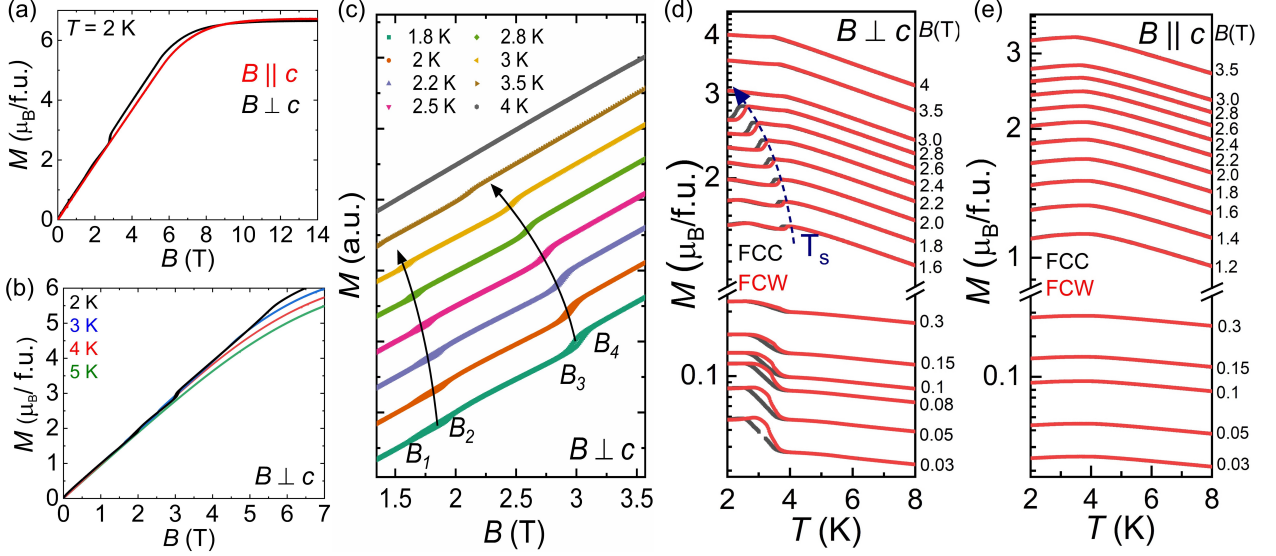 (a)
T = 2 K
B || c
B ⊥ c
M (μB/f.u.)
6
4
2
0
0 2 4 6 8 10 12 14
B (T)
(b)
2 K
3 K
4 K
5 K
B ⊥ c
M (μB/ f.u.)
6
5
4
3
2
1
0
0 1 2 3 4 5 6 7
B (T)
(c)
1.8 K 2.8 K
2 K 3 K
2.2 K 3.5 K
2.5 K 4 K
M (a.u.)
B1
B2
B3
B4
B ⊥ c
1.5 2 2.5 3 3.5
B (T)
(d)
B ⊥ c
B(T)
M (μB/f.u.)
4
3
2
0.1
4
3.5
3.0
2.8
2.6
2.4
2.2
2.0
1.8
1.6
Ts
FCC
FCW
0.3
0.15
0.1
0.08
0.05
0.03
2 4 6 8
T (K)
(e)
B || c
B(T)
M (μB/f.u.)
3
2
1
0.1
3.5
3.0
2.8
2.6
2.4
2.2
2.0
1.8
1.6
1.4
1.2
FCC
FCW
0.3
0.15
0.1
0.05
0.03
2 4 6 8
T (K)